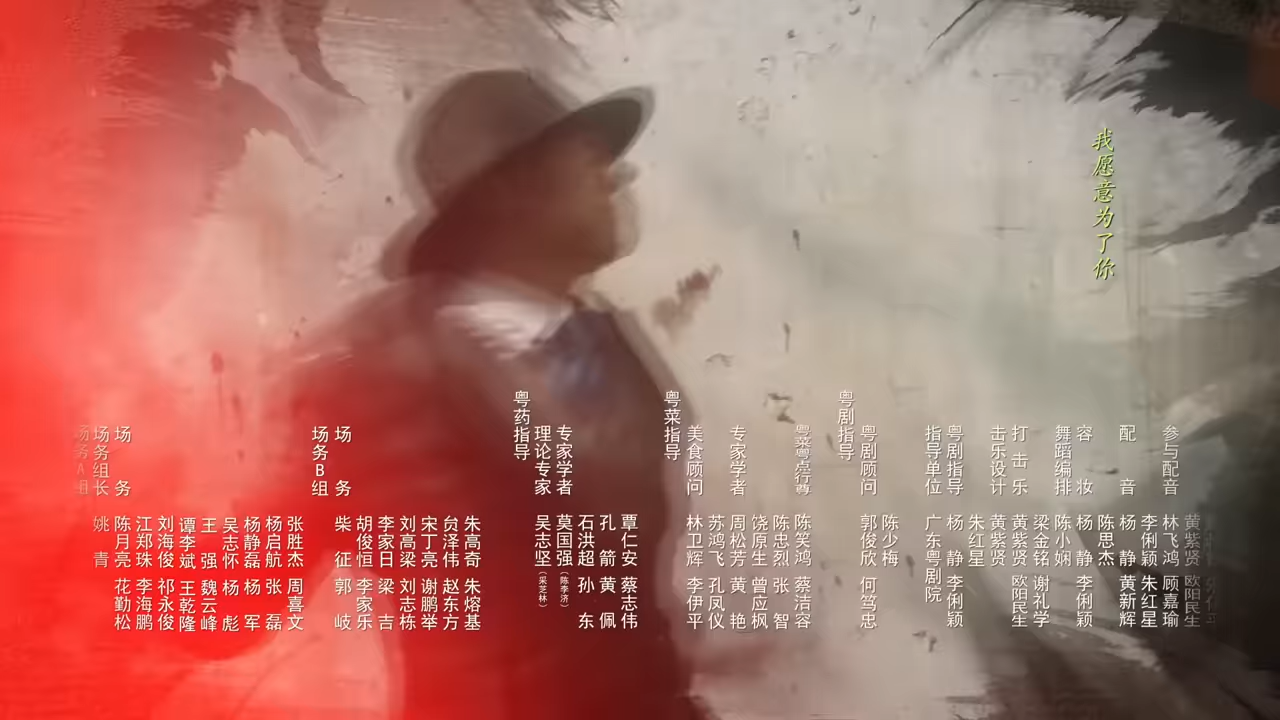 我愿意为了你
场务A组
场务组长 姚青
场务 陈月亮 花勤松
江郑珠 李海鹏
刘海俊 祁永俊
谭李斌 王乾隆
王强 魏云峰
吴志怀 杨彪
杨静磊 杨军
杨启航 张磊
张胜杰 周喜文
场务B组
场务 柴征 郭岐
胡俊恒 李家乐
李家日 梁吉
刘高梁 刘志栋
宋丁亮 谢鹏举
贠泽伟 赵东方
朱高奇 朱熔基
粤药指导
理论专家 吴志坚(采芝林)
专家学者 莫国强(陈李济)
石洪超 孙东
孔箭 黄佩
覃仁安 蔡志伟
粤菜指导
美食顾问 林卫辉 李伊平
苏鸿飞 孔凤仪
专家学者 周松芳 黄艳
饶原生 曾应枫
陈忠烈 张智
粤菜粤点行尊 陈笑鸿 蔡洁容
粤剧指导
粤剧顾问 郭俊欣 何笃忠
陈少梅
指导单位 广东粤剧院
粤剧指导 杨静 李俐颖
朱红星
击乐设计 黄紫贤
打击乐 黄紫贤 欧阳民生
梁金铭 谢礼学
舞蹈编排 陈小娴
容妆 杨静 李俐颖
陈思杰
配音 杨静 黄新辉
李俐颖 朱红星
参与配音 林飞鸿 顾嘉瑜
黄紫贤 欧阳民生